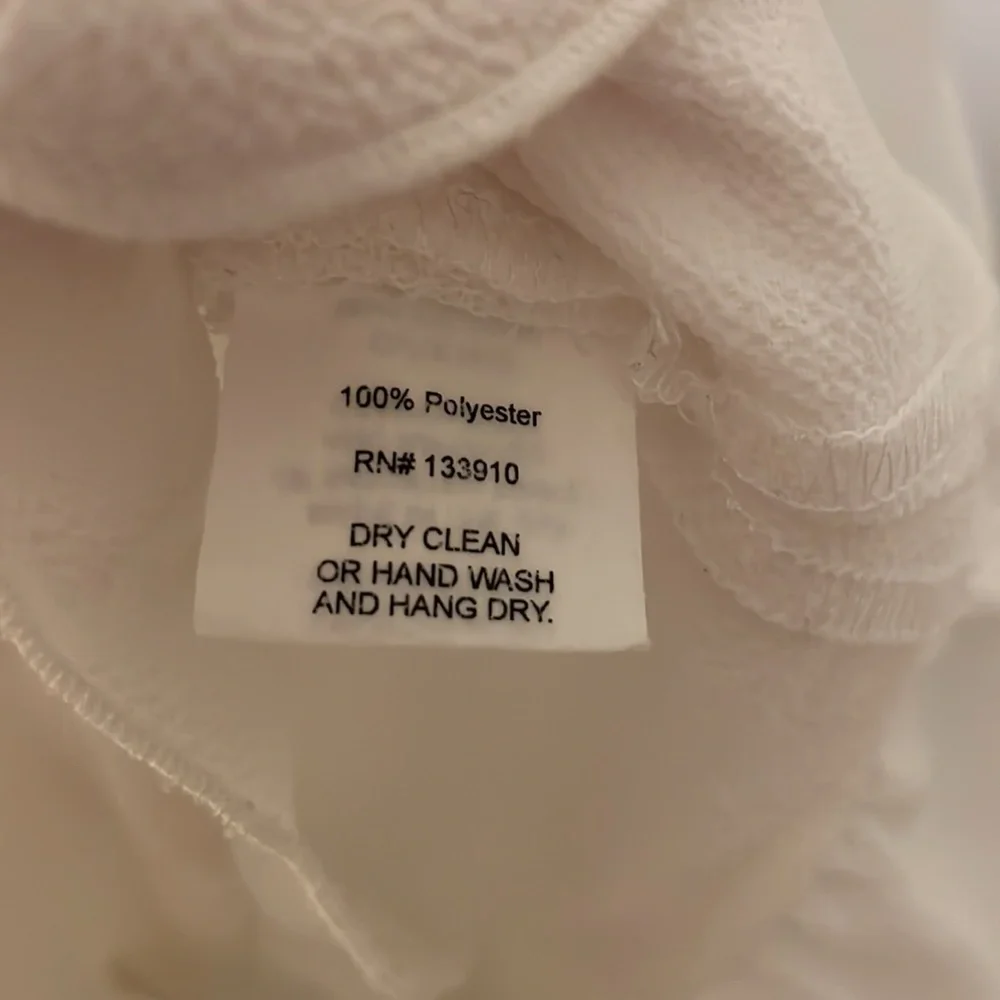 100% Polyester
RN# 133910
DRY CLEAN
OR HAND WASH
AND HANG DRY.